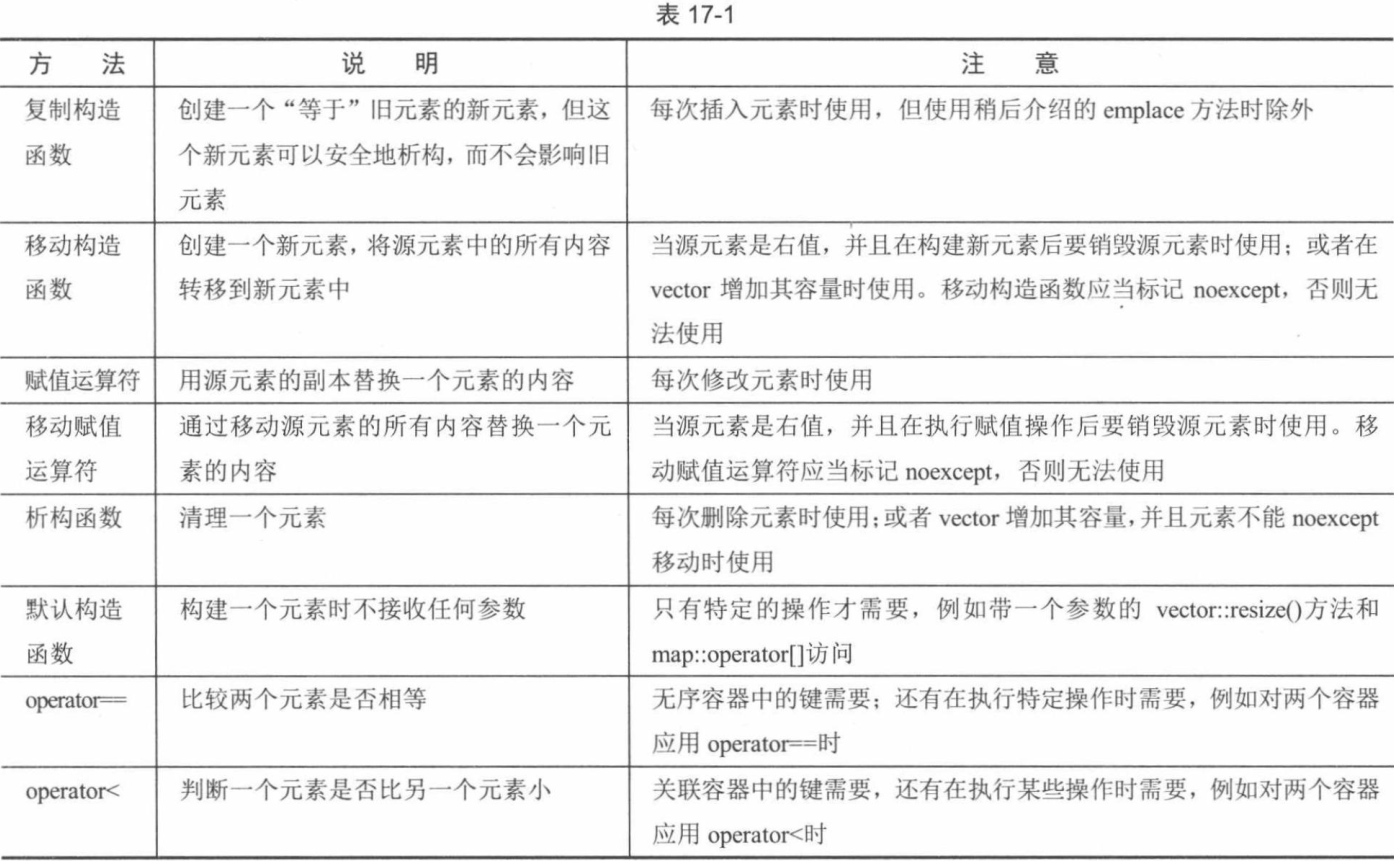 表 17-1
方 法 说 明 注 意
复制构造
函数
创建一个“等于”旧元素的新元素，但这
个新元素可以安全地析构，而不会影响旧
元素
每次插入元素时使用，但使用稍后介绍的 emplace 方法时除外
移动构造
函数
创建一个新元素，将源元素中的所有内容
转移到新元素中
当源元素是右值，并且在构建新元素后要销毁源元素时使用；或者在
vector 增加其容量时使用。移动构造函数应当标记 noexcept，否则无
法使用
赋值运算符
用源元素的副本替换一个元素的内容
每次修改元素时使用
移动赋值
运算符
通过移动源元素的所有内容替换一个元
素的内容
当源元素是右值，并且在执行赋值操作后要销毁源元素时使用。移
动赋值运算符应当标记 noexcept，否则无法使用
析构函数
清理一个元素
每次删除元素时使用；或者 vector 增加其容量，并且元素不能 noexcept
移动时使用
默认构造
函数
构建一个元素时不接收任何参数
只有特定的操作才需要，例如带一个参数的 vector::resize()方法和
map::operator[]访问
operator==
比较两个元素是否相等
无序容器中的键需要；还有在执行特定操作时需要，例如对两个容器
应用 operator==时
operator<
判断一个元素是否比另一个元素小
关联容器中的键需要，还有在执行某些操作时需要，例如对两个容器
应用 operator<时